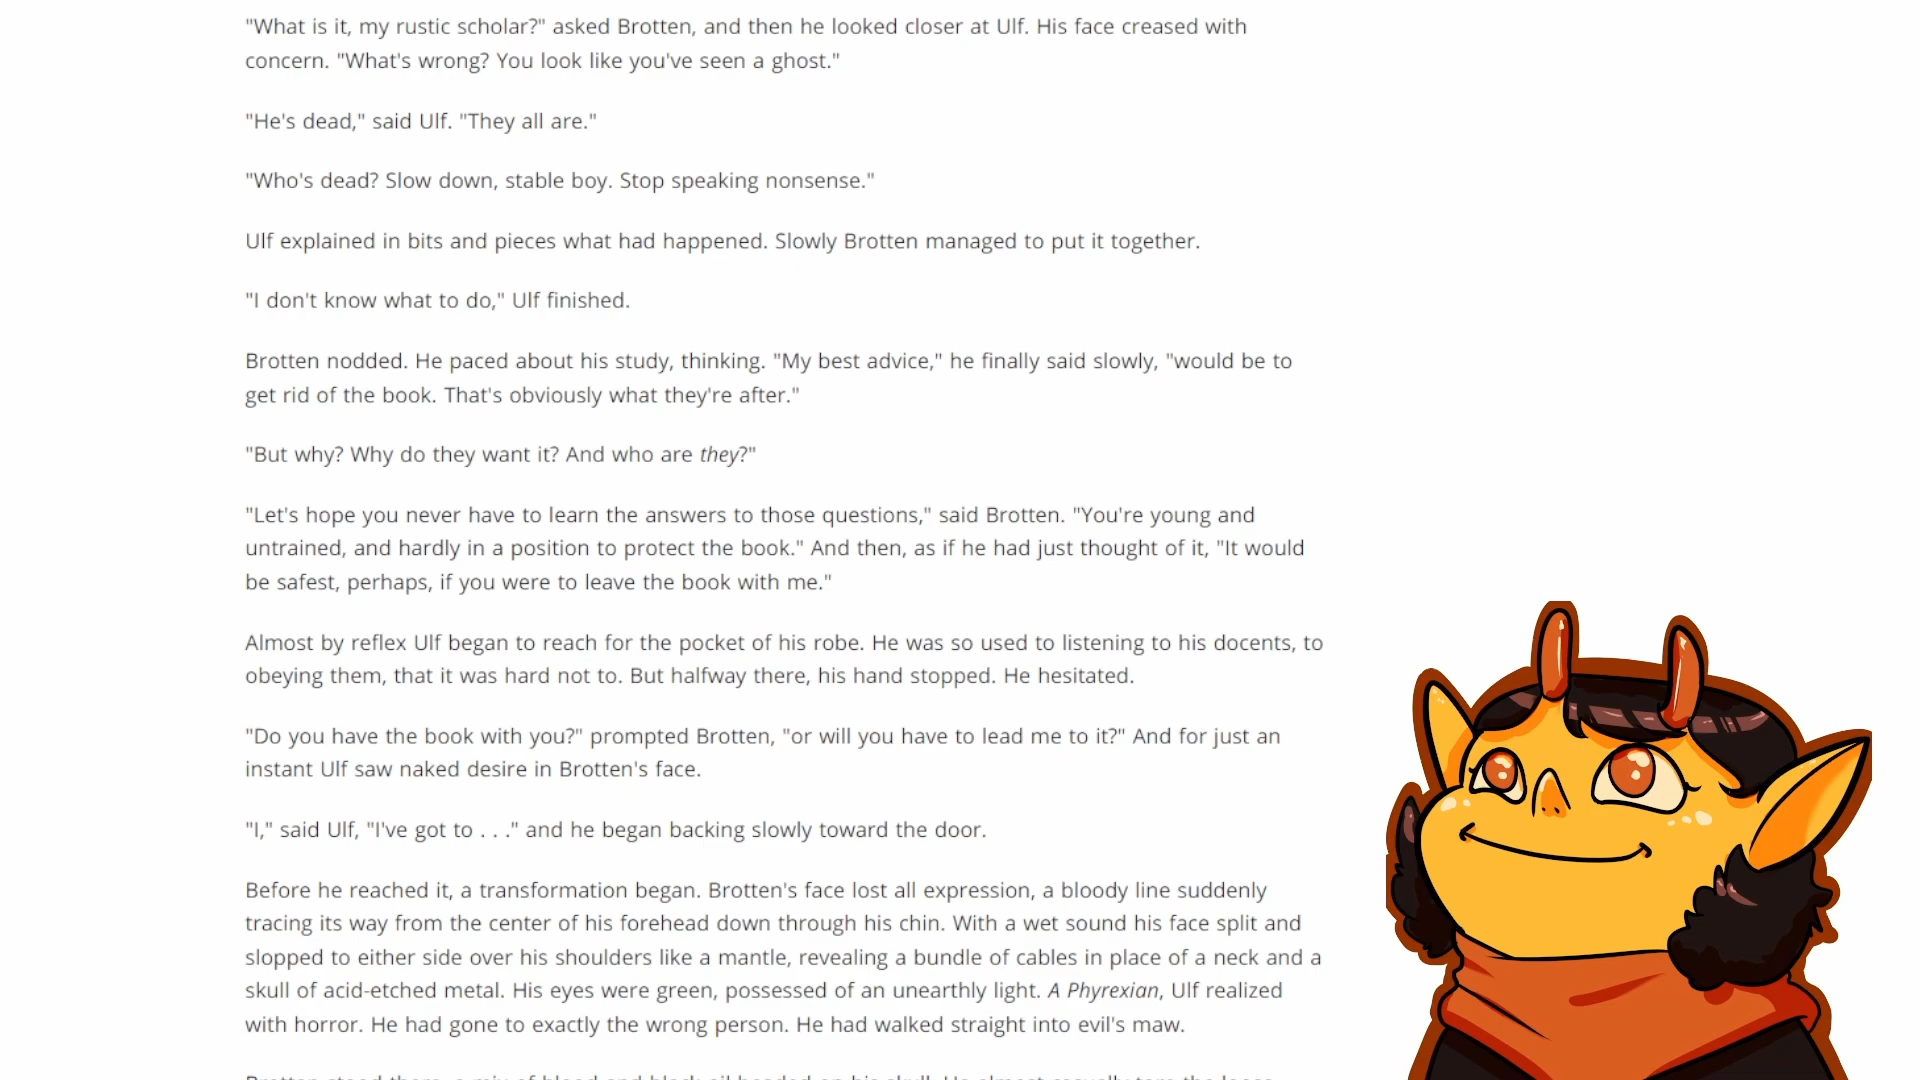 "What is it, my rustic scholar?" asked Brotten, and then he looked closer at Ulf. His face creased with
concern. "What's wrong? You look like you've seen a ghost."
"He's dead," said Ulf. "They all are."
"Who's dead? Slow down, stable boy. Stop speaking nonsense."
Ulf explained in bits and pieces what had happened. Slowly Brotten managed to put it together.
"I don't know what to do," Ulf finished.
Brotten nodded. He paced about his study, thinking. "My best advice," he finally said slowly, "would be to
get rid of the book. That's obviously what they're after."
"But why? Why do they want it? And who are they?"
"Let's hope you never have to learn the answers to those questions," said Brotten. "You're young and
untrained, and hardly in a position to protect the book." And then, as if he had just thought of it, "It would
be safest, perhaps, if you were to leave the book with me."
Almost by reflex Ulf began to reach for the pocket of his robe. He was so used to listening to his docents, to
obeying them, that it was hard not to. But halfway there, his hand stopped. He hesitated.
"Do you have the book with you?" prompted Brotten, "or will you have to lead me to it?" And for just an
instant Ulf saw naked desire in Brotten's face.
"I," said Ulf, "I've got to . . ." and he began backing slowly toward the door.
Before he reached it, a transformation began. Brotten's face lost all expression, a bloody line suddenly
tracing its way from the center of his forehead down through his chin. With a wet sound his face split and
slopped to either side over his shoulders like a mantle, revealing a bundle of cables in place of a neck and a
skull of acid-etched metal. His eyes were green, possessed of an unearthly light. A Phyrexian, Ulf realized
with horror. He had gone to exactly the wrong person. He had walked straight into evil's maw.